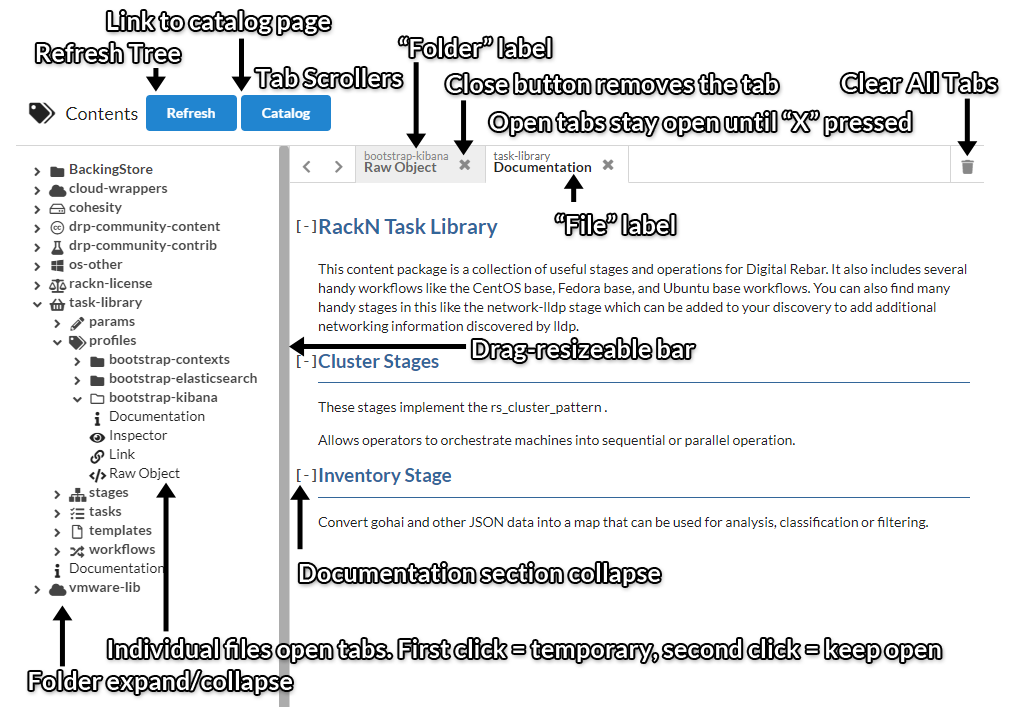 Link to catalog page
Refresh Tree
"Folder" label
Tab Scrollers
Close button removes the tab
Clear All Tabs
Contents
Refresh
Catalog
Open tabs stay open until "X" pressed
bootstrap-kibana
Raw Object
task-library
Documentation
"File" label
BackingStore
cloud-wrappers
cohesity
drp-community-content
drp-community-contrib
os-other
rackn-license
task-library
params
profiles
bootstrap-contexts
bootstrap-elasticsearch
bootstrap-kibana
Documentation
Inspector
Link
Raw Object
stages
tasks
templates
workflows
Documentation
vmware-lib
[-]RackN Task Library
This content package is a collection of useful stages and operations for Digital Rebar. It also includes several
handy workflows like the CentOS base, Fedora base, and Ubuntu base workflows. You can also find many
handy stages in this like the network-lldp stage which can be added to your discovery to add additional
networking information discovered by lldp.
Drag-resizeable bar
[-]Cluster Stages
These stages implement the rs_cluster_pattern .
Allows operators to orchestrate machines into sequential or parallel operation.
[-]Inventory Stage
Convert gohai and other JSON data into a map that can be used for analysis, classification or filtering.
Documentation section collapse
Individual files open tabs. First click = temporary, second click = keep open
Folder expand/collapse